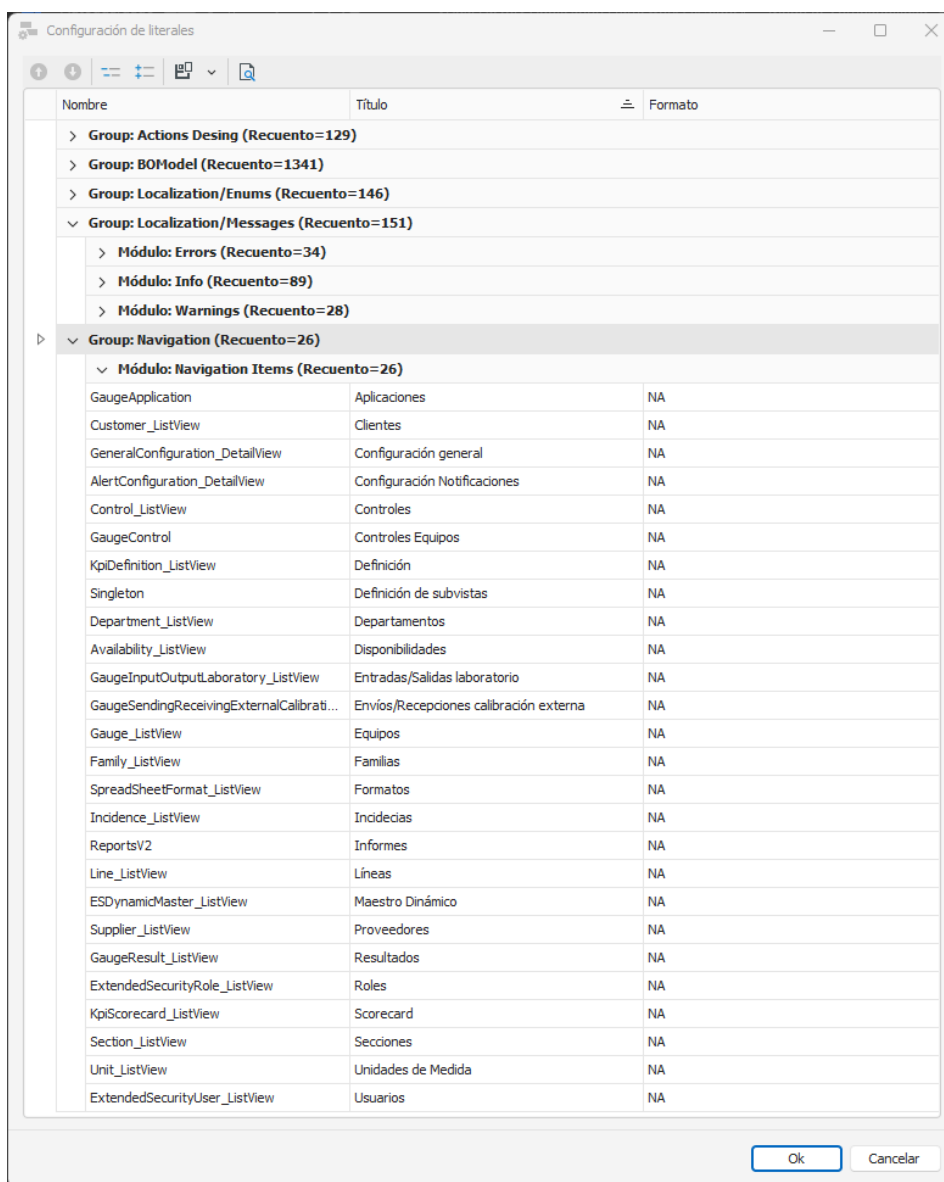 Configuración de literales
Nombre Título Formato
Group: Actions Desing (Recuento=129)
Group: BOModel (Recuento=1341)
Group: Localization/Enums (Recuento=146)
Group: Localization/Messages (Recuento=151)
Módulo: Errors (Recuento=34)
Módulo: Info (Recuento=89)
Módulo: Warnings (Recuento=28)
Group: Navigation (Recuento=26)
Módulo: Navigation Items (Recuento=26)
GaugeApplication Aplicaciones NA
Customer_ListView Clientes NA
GeneralConfiguration_DetailView Configuración general NA
AlertConfiguration_DetailView Configuración Notificaciones NA
Control_ListView Controles NA
GaugeControl Controles Equipos NA
KpiDefinition_ListView Definición NA
Singleton Definición de subvistas NA
Department_ListView Departamentos NA
Availability_ListView Disponibilidades NA
GaugeInputOutputLaboratory_ListView Entradas/Salidas laboratorio NA
GaugeSendingReceivingExternalCalibrati... Envíos/Recepciones calibración externa NA
Gauge_ListView Equipos NA
Family_ListView Familias NA
SpreadSheetFormat_ListView Formatos NA
Incidence_ListView Incidecias NA
ReportsV2 Informes NA
Line_ListView Líneas NA
ESDynamicMaster_ListView Maestro Dinámico NA
Supplier_ListView Proveedores NA
GaugeResult_ListView Resultados NA
ExtendedSecurityRole_ListView Roles NA
KpiScorecard_ListView Scorecard NA
Section_ListView Secciones NA
Unit_ListView Unidades de Medida NA
ExtendedSecurityUser_ListView Usuarios NA
Ok Cancelar